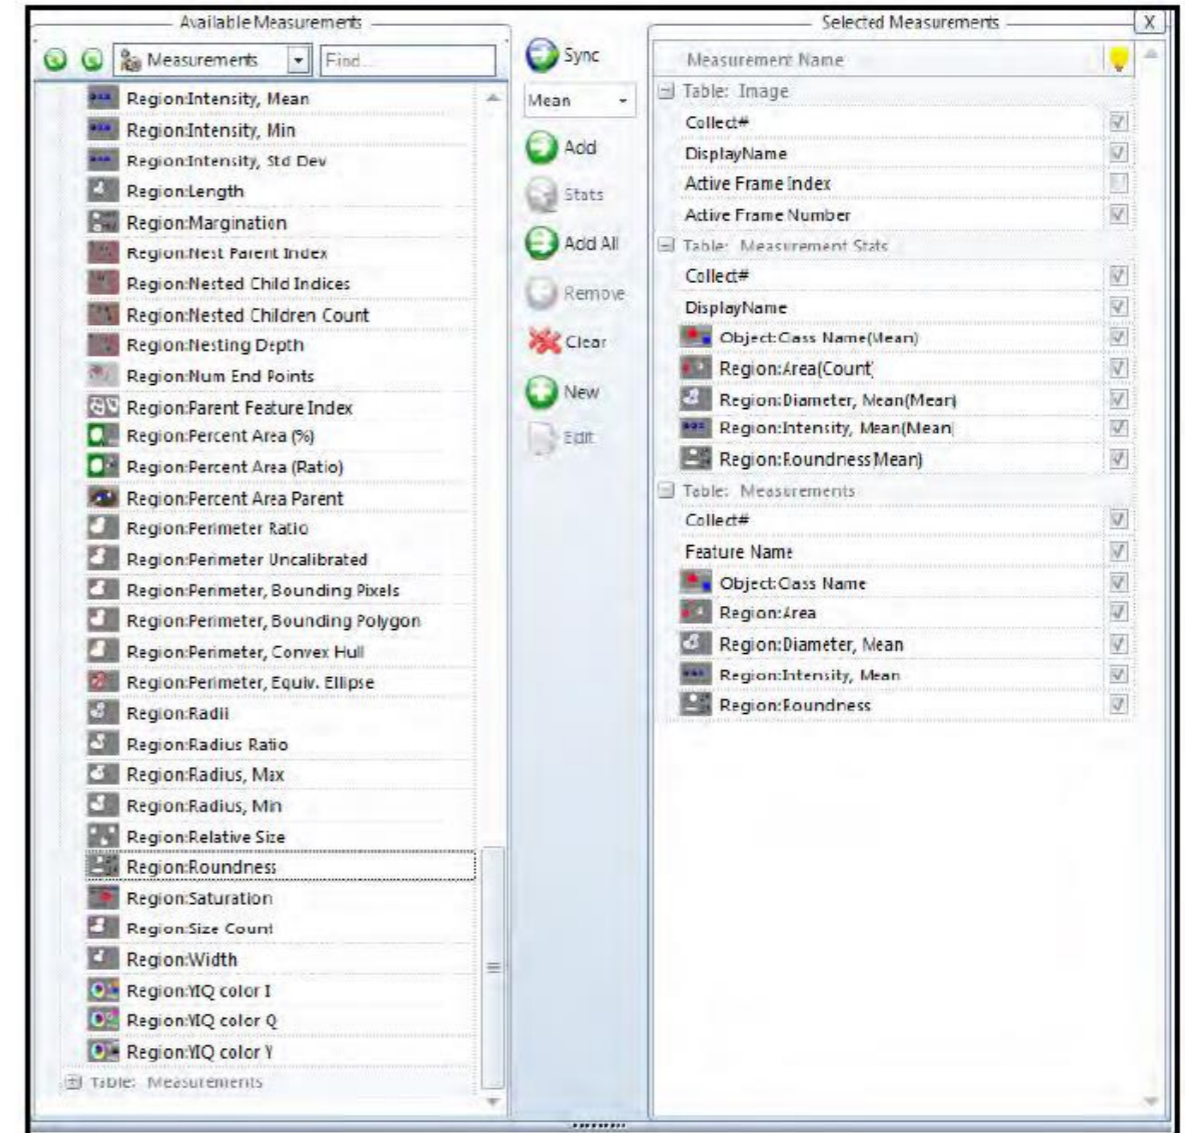 Available Measurements
Measurements
Find...
Region:Intensity, Mean
Region:Intensity, Min
Region:Intensity, Std Dev
Region:Length
Region:Margination
Region:Nest Parent Index
Region:Nested Child Indices
Region:Nested Children Count
Region:Nesting Depth
Region:Num End Points
Region:Parent Feature Index
Region:Percent Area (%)
Region:Percent Area (Ratio)
Region:Percent Area Parent
Region:Perimeter Ratio
Region:Perimeter Uncalibrated
Region:Perimeter, Bounding Pixels
Region:Perimeter, Bounding Polygon
Region:Perimeter, Convex Hull
Region:Perimeter, Equiv. Ellipse
Region:Radii
Region:Radius Ratio
Region:Radius, Max
Region:Radius, Min
Region:Relative Size
Region:Roundness
Region:Saturation
Region:Size Count
Region:Width
Region:YIQ color I
Region:YIQ color Q
Region:YIQ color Y
Table: Measurements
Sync
Mean
Add
Stats
Add All
Remove
Clear
New
Edit
Selected Measurements
X
Measurement Name
Table: Image
Collect#
DisplayName
Active Frame Index
Active Frame Number
Table: Measurement Stats
Collect#
DisplayName
Object:Class Name(Mean)
Region:Area(Count)
Region:Diameter, Mean(Mean)
Region:Intensity, Mean(Mean)
Region:Roundness(Mean)
Table: Measurements
Collect#
Feature Name
Object:Class Name
Region:Area
Region:Diameter, Mean
Region:Intensity, Mean
Region:Roundness